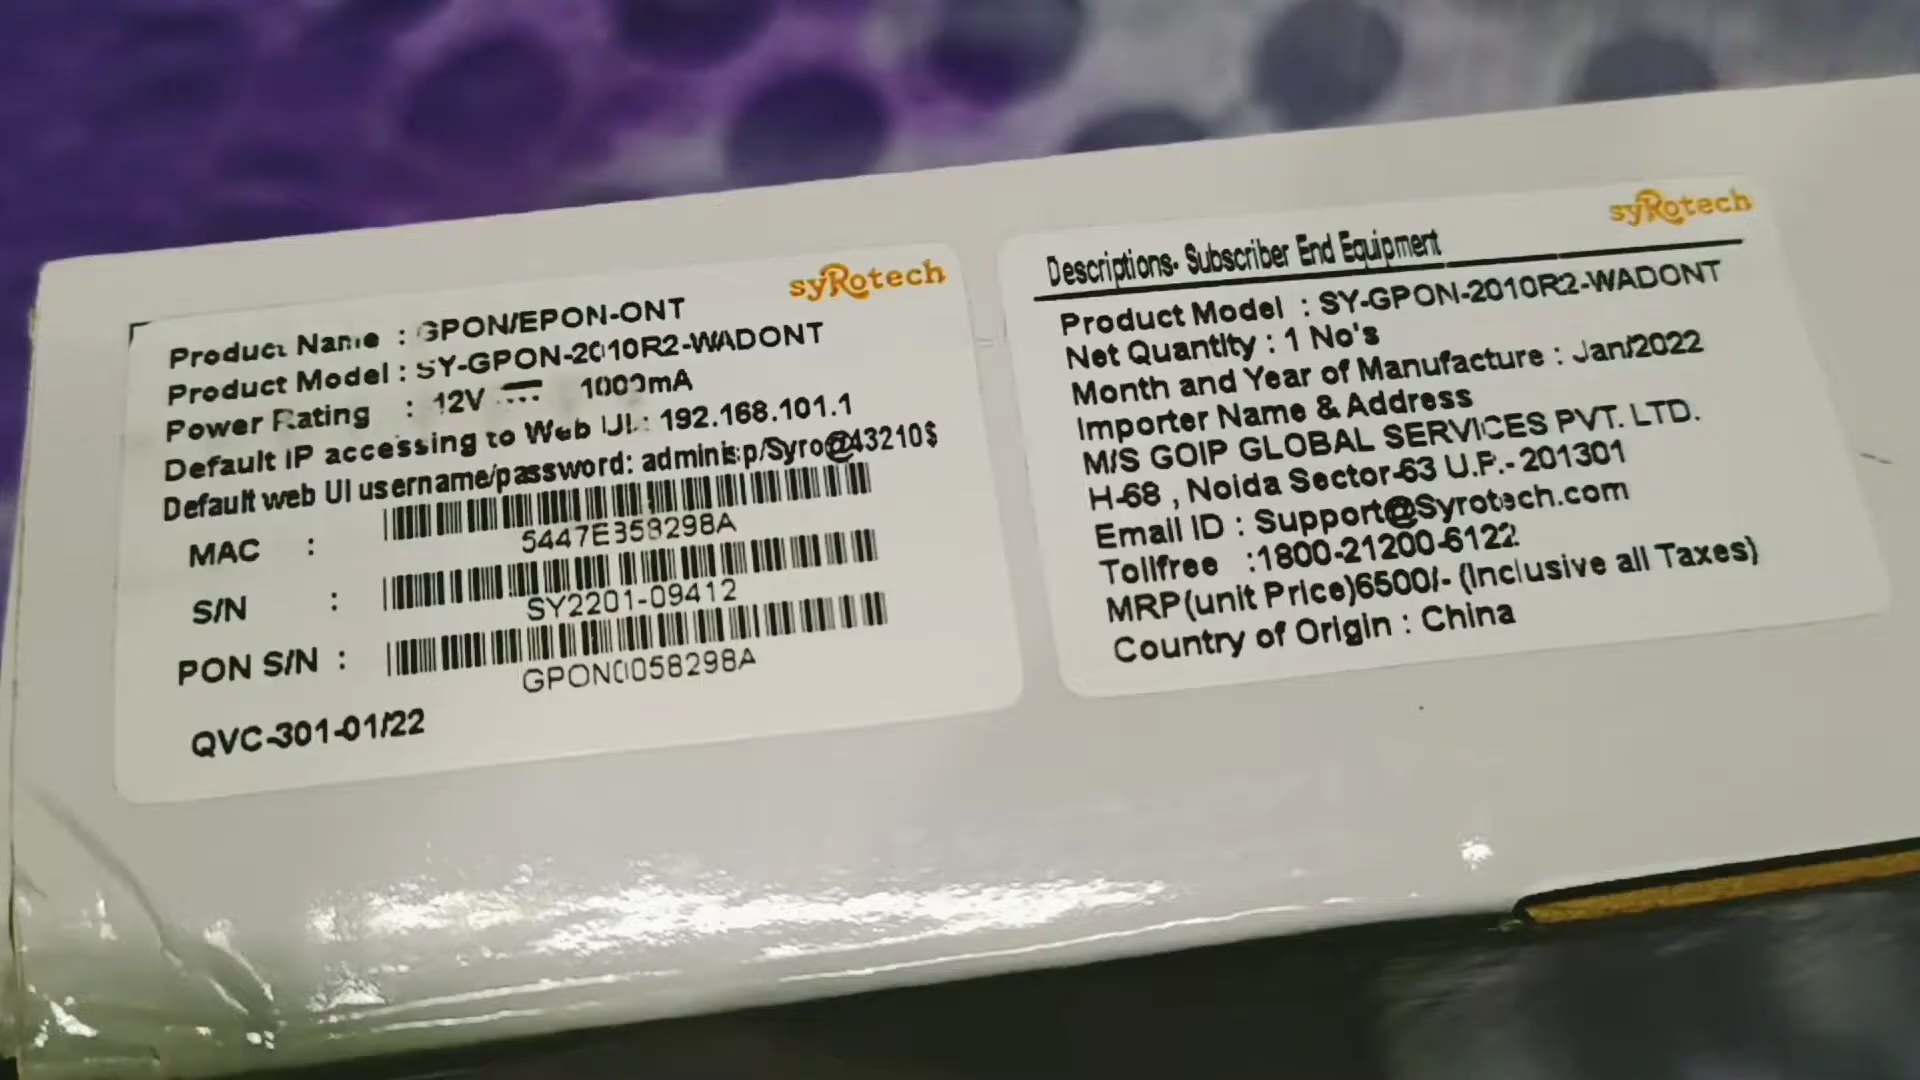 syRotech
Product Name : GPON/EPON-ONT
Product Model : SY-GPON-2010R2-WADONT
Power Rating : 12V 1000mA
Default IP accessing to Web UI : 192.168.101.1
Default web UI username/password: adminisp/Syro@43210$
MAC :
5447E858298A
S/N :
SY2201-09412
PON S/N :
GPON0058298A
QVC-301-01/22
syRotech
Descriptions- Subscriber End Equipment
Product Model : SY-GPON-2010R2-WADONT
Net Quantity : 1 No's
Month and Year of Manufacture : Jan/2022
Importer Name & Address
M/S GOIP GLOBAL SERVICES PVT. LTD.
H-68 , Noida Sector-63 U.P.- 201301
Email ID : Support@Syrotech.com
Tollfree :1800-21200-6122
MRP(unit Price)6500/- (Inclusive all Taxes)
Country of Origin : China